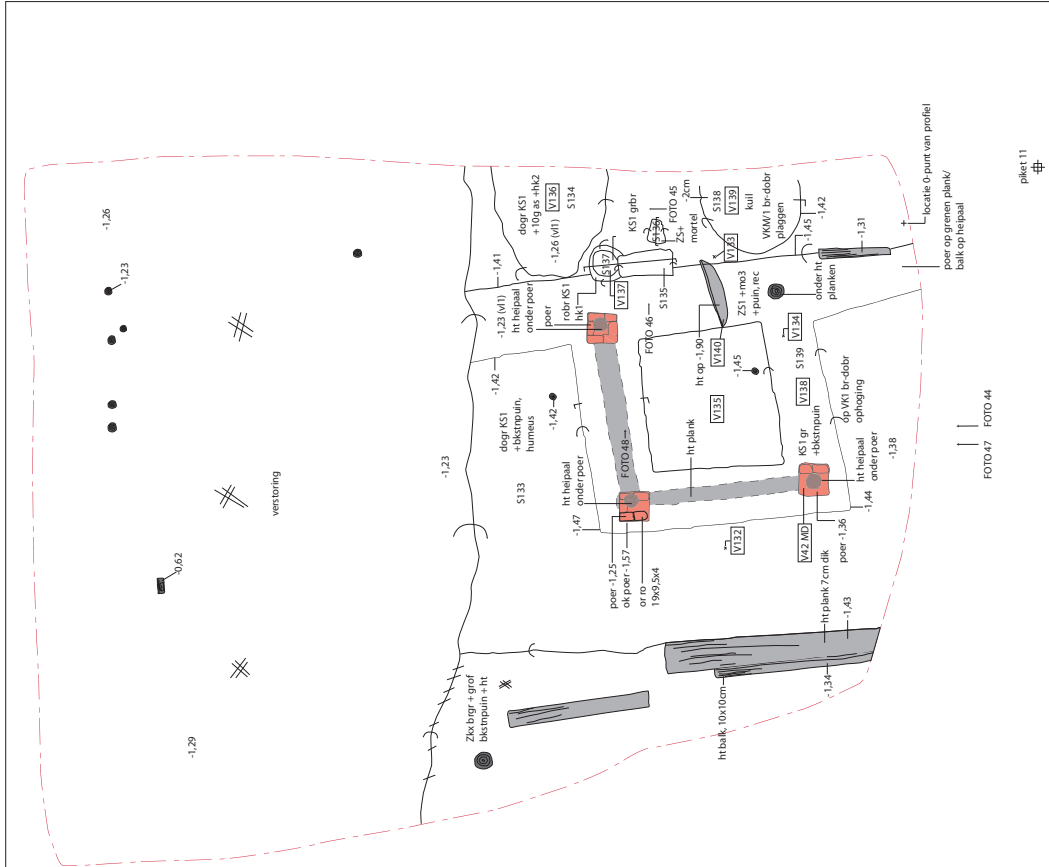 -1,26
-1,23
-0,62
verstoring
-1,29
-1,23
dogr KS1
+10g as +hk2
V136
S134
-1,26 (vl1)
-1,41
KS1 grbr
S136
FOTO 45
ZS+
mortel
-2cm
S138
V139
kuil
VKM/1 br-dobr
plaggen
-1,42
-1,45
-1,31
locatie 0-punt van profiel
poer op grenen plank/
balk op heipaal
piket 11
-1,23 (vl1)
ht heipaal
onder poer
poer
robr KS1
hk1
S137
V137
S135
V133
ZS1 +mo3
+puin, rec
onder ht
planken
FOTO 46
ht op -1,90
V140
-1,45
V134
S139
V138
V135
op VK1 br-dobr
ophoging
-1,42
dogr KS1
+bkstnpuin,
humeus
-1,42
S133
ht heipaal
onder poer
FOTO 48
ht plank
KS1 gr
+bkstnpuin
ht heipaal
onder poer
-1,38
FOTO 44
FOTO 47
-1,47
poer -1,25
ok poer -1,57
or ro
19x9,5x4
V132
V42 MD
poer -1,36
-1,44
Zkx brgr + grof
bkstnpuin + ht
ht plank 7cm dik
-1,43
-1,34
ht balk, 10x10cm